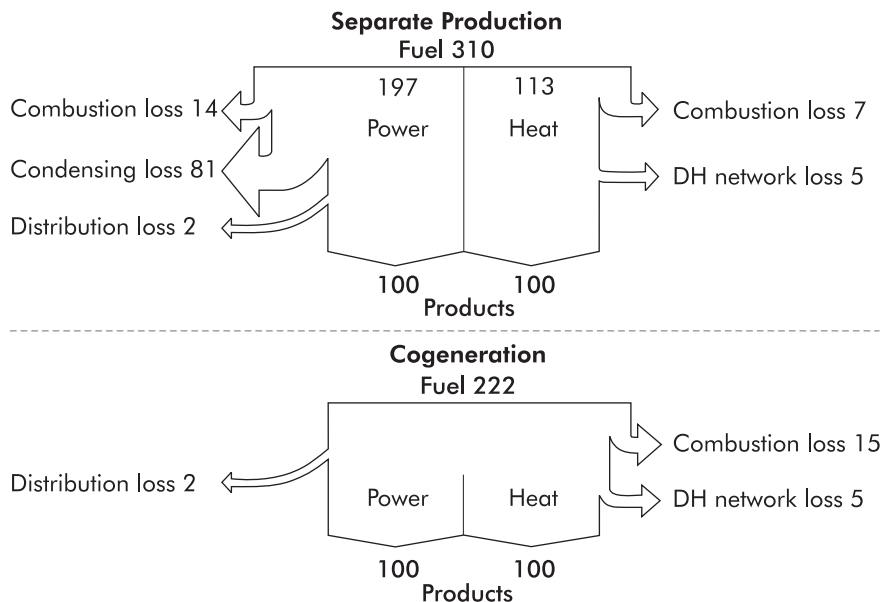 Separate Production
Fuel 310
197
113
Combustion loss 14
Power
Heat
Combustion loss 7
Condensing loss 81
DH network loss 5
Distribution loss 2
100
100
Products
Cogeneration
Fuel 222
Combustion loss 15
Distribution loss 2
Power
Heat
DH network loss 5
100
100
Products